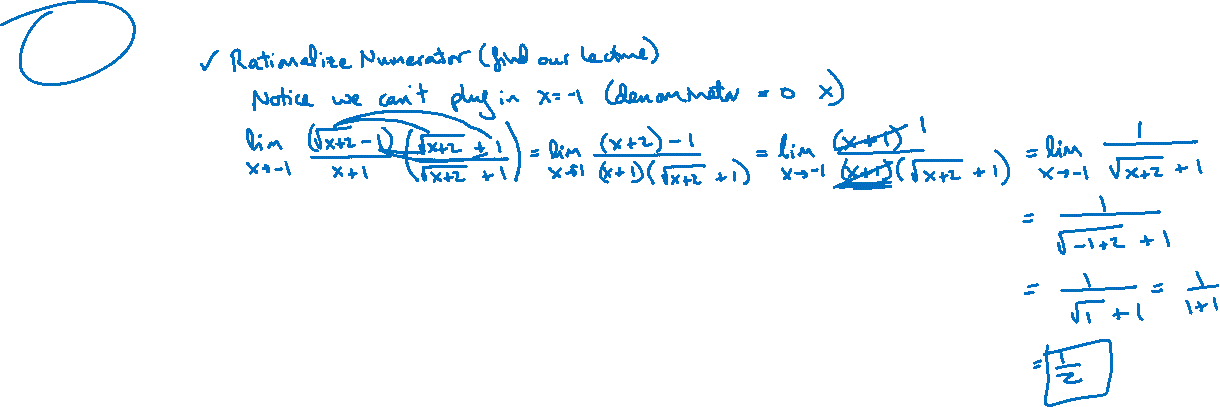 ✓ Rationalize Numerator (find our lecture)
Notice we can't plug in x=-1 (denominator = 0 x)
lim x→-1 (√x+2 - 1)/(x+1) (√x+2 + 1)/(√x+2 + 1) = lim x→-1 (x+2)-1/(x+1)(√x+2 + 1) = lim x→-1 (x+1) 1/(x+1)(√x+2 + 1) = lim x→-1 1/√x+2 + 1
= 1/√-1+2 + 1
= 1/√1 + 1 = 1/1+1
= 1/2